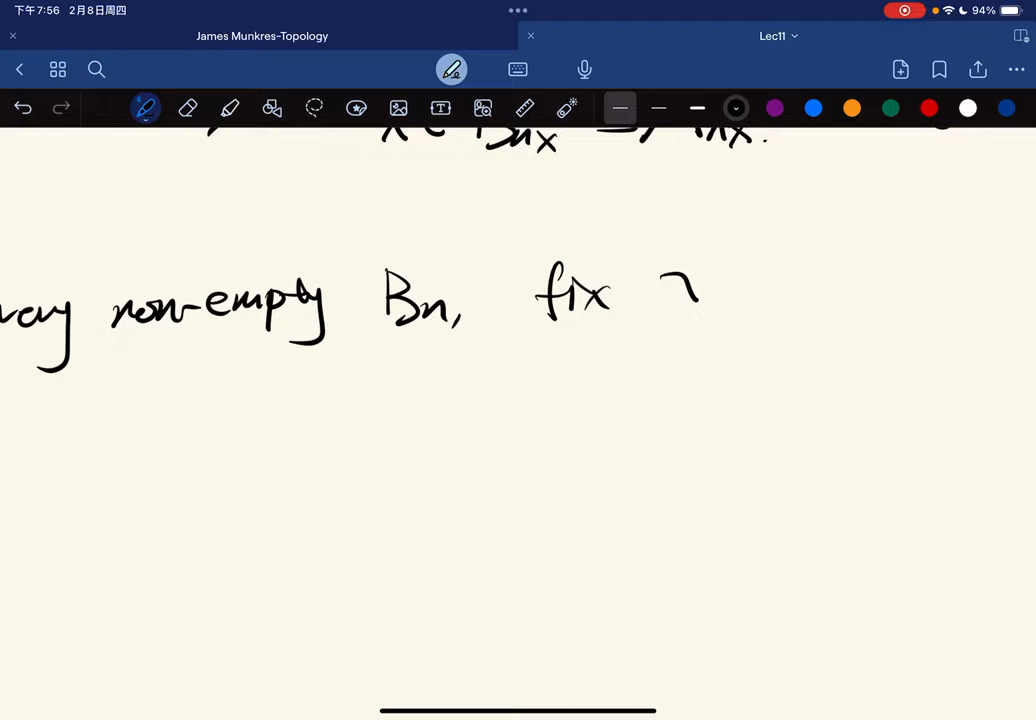 下午7:56 2月8日周四
94%
James Munkres-Topology
Lec11
x ∈ Bnx
non-empty Bn, fix